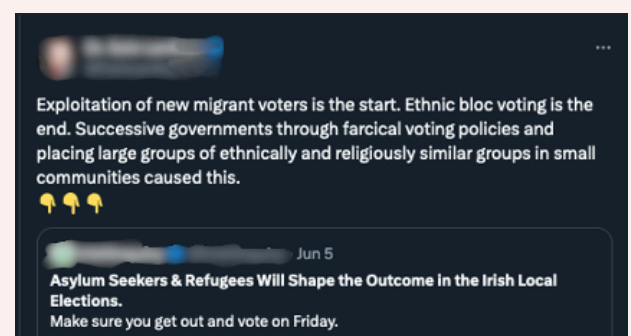 Exploitation of new migrant voters is the start. Ethnic bloc voting is the
end. Successive governments through farcical voting policies and
placing large groups of ethnically and religiously similar groups in small
communities caused this.
👇👇👇
Jun 5
Asylum Seekers & Refugees Will Shape the Outcome in the Irish Local
Elections.
Make sure you get out and vote on Friday.